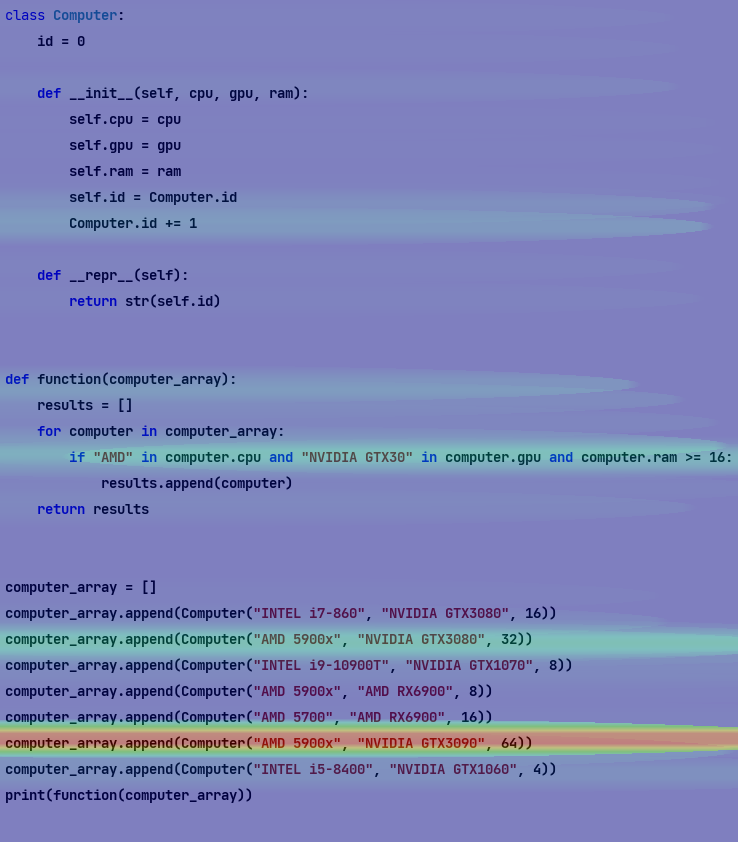 class Computer:
    id = 0

    def __init__(self, cpu, gpu, ram):
        self.cpu = cpu
        self.gpu = gpu
        self.ram = ram
        self.id = Computer.id
        Computer.id += 1

    def __repr__(self):
        return str(self.id)


def function(computer_array):
    results = []
    for computer in computer_array:
        if "AMD" in computer.cpu and "NVIDIA GTX30" in computer.gpu and computer.ram >= 16:
            results.append(computer)
    return results


computer_array = []
computer_array.append(Computer("INTEL i7-860", "NVIDIA GTX3080", 16))
computer_array.append(Computer("AMD 5900x", "NVIDIA GTX3080", 32))
computer_array.append(Computer("INTEL i9-10900T", "NVIDIA GTX1070", 8))
computer_array.append(Computer("AMD 5900x", "AMD RX6900", 8))
computer_array.append(Computer("AMD 5700", "AMD RX6900", 16))
computer_array.append(Computer("AMD 5900x", "NVIDIA GTX3090", 64))
computer_array.append(Computer("INTEL i5-8400", "NVIDIA GTX1060", 4))
print(function(computer_array))